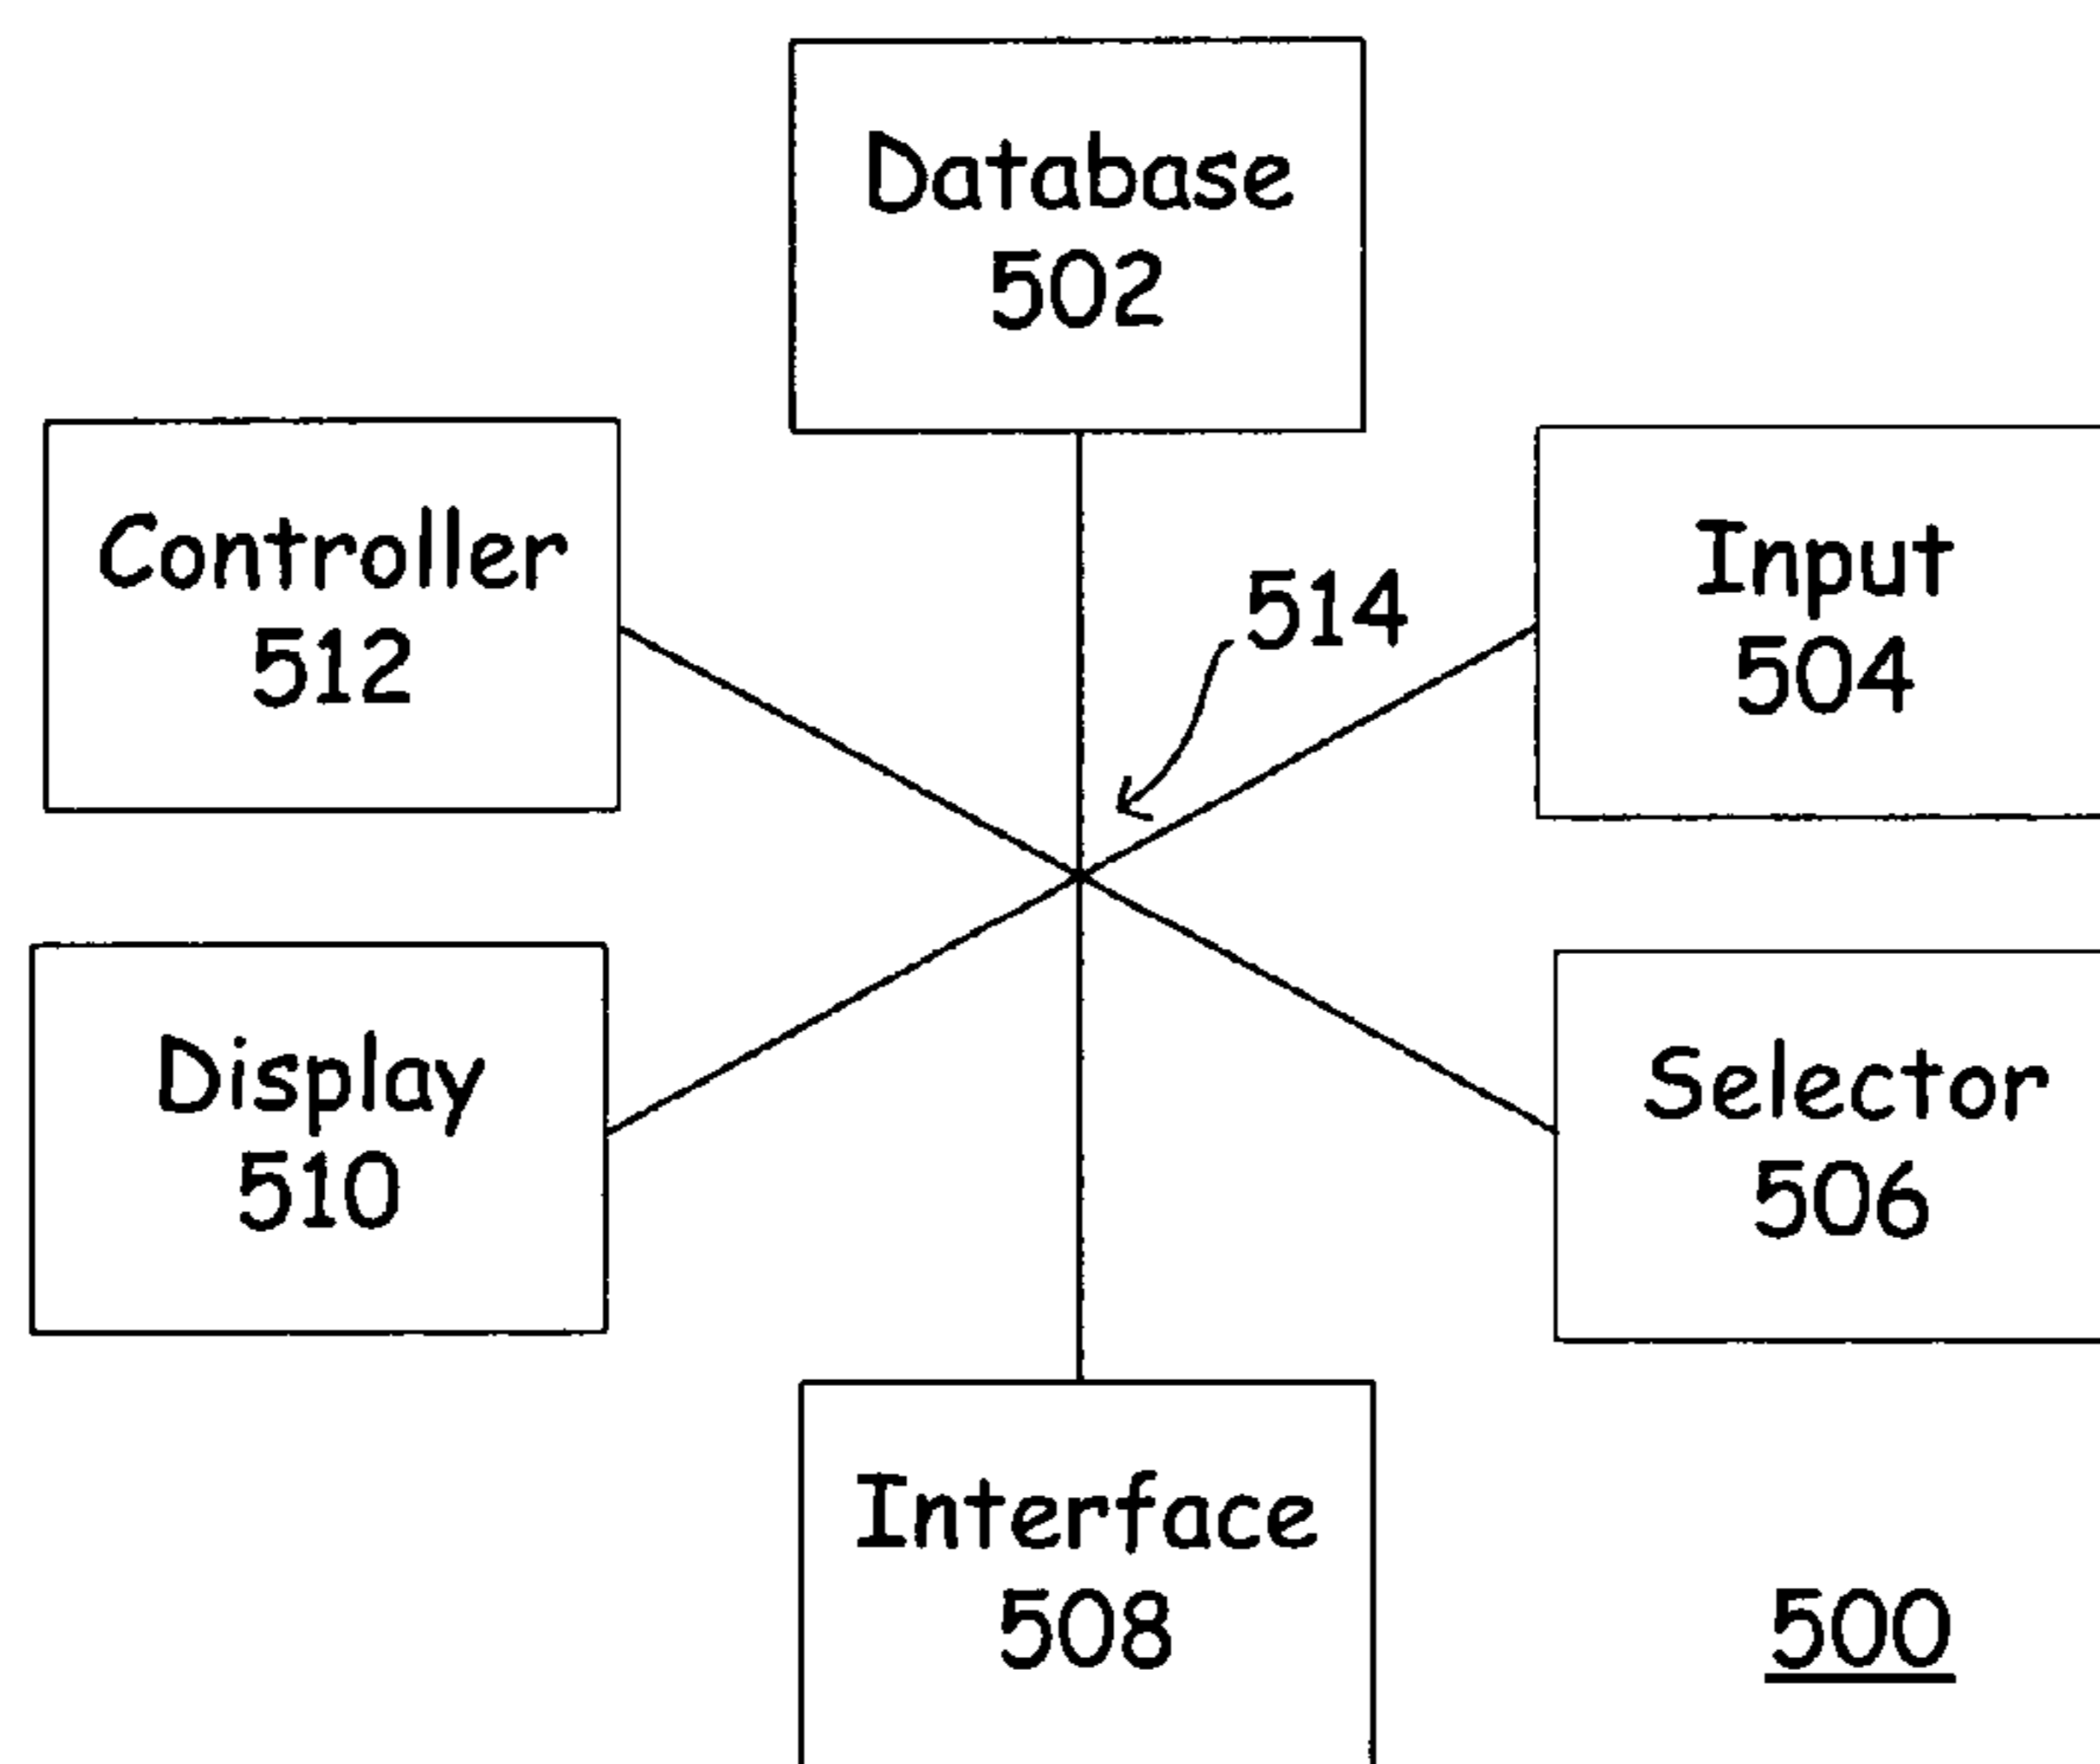 Database
502
Controller
512
514
Input
504
Display
510
Selector
506
Interface
508
500